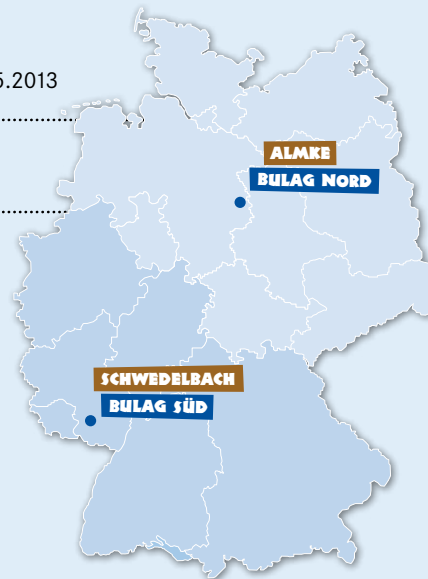 5.2013
ALMKE
BULAG NORD
SCHWEDELBACH
BULAG SÜD